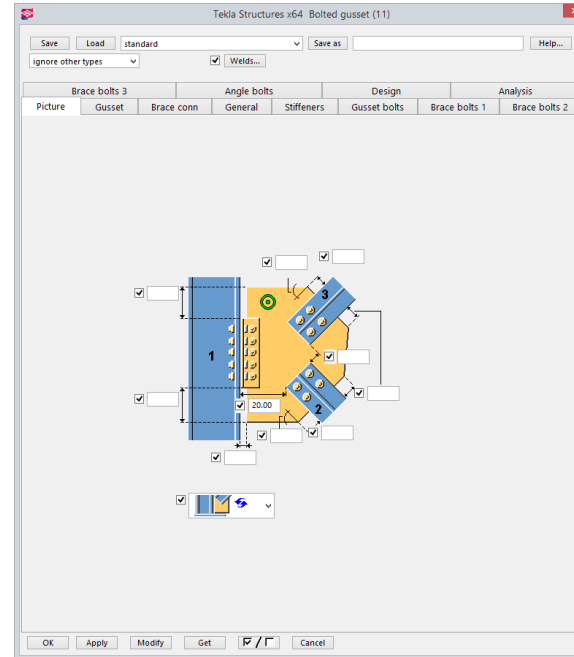 Tekla Structures x64 Bolted gusset (11)
Save Load standard Save as Help...
ignore other types Welds...
Brace bolts 3 Angle bolts Design Analysis
Picture Gusset Brace conn General Stiffeners Gusset bolts Brace bolts 1 Brace bolts 2
3
1
20.00
2
OK Apply Modify Get / Cancel